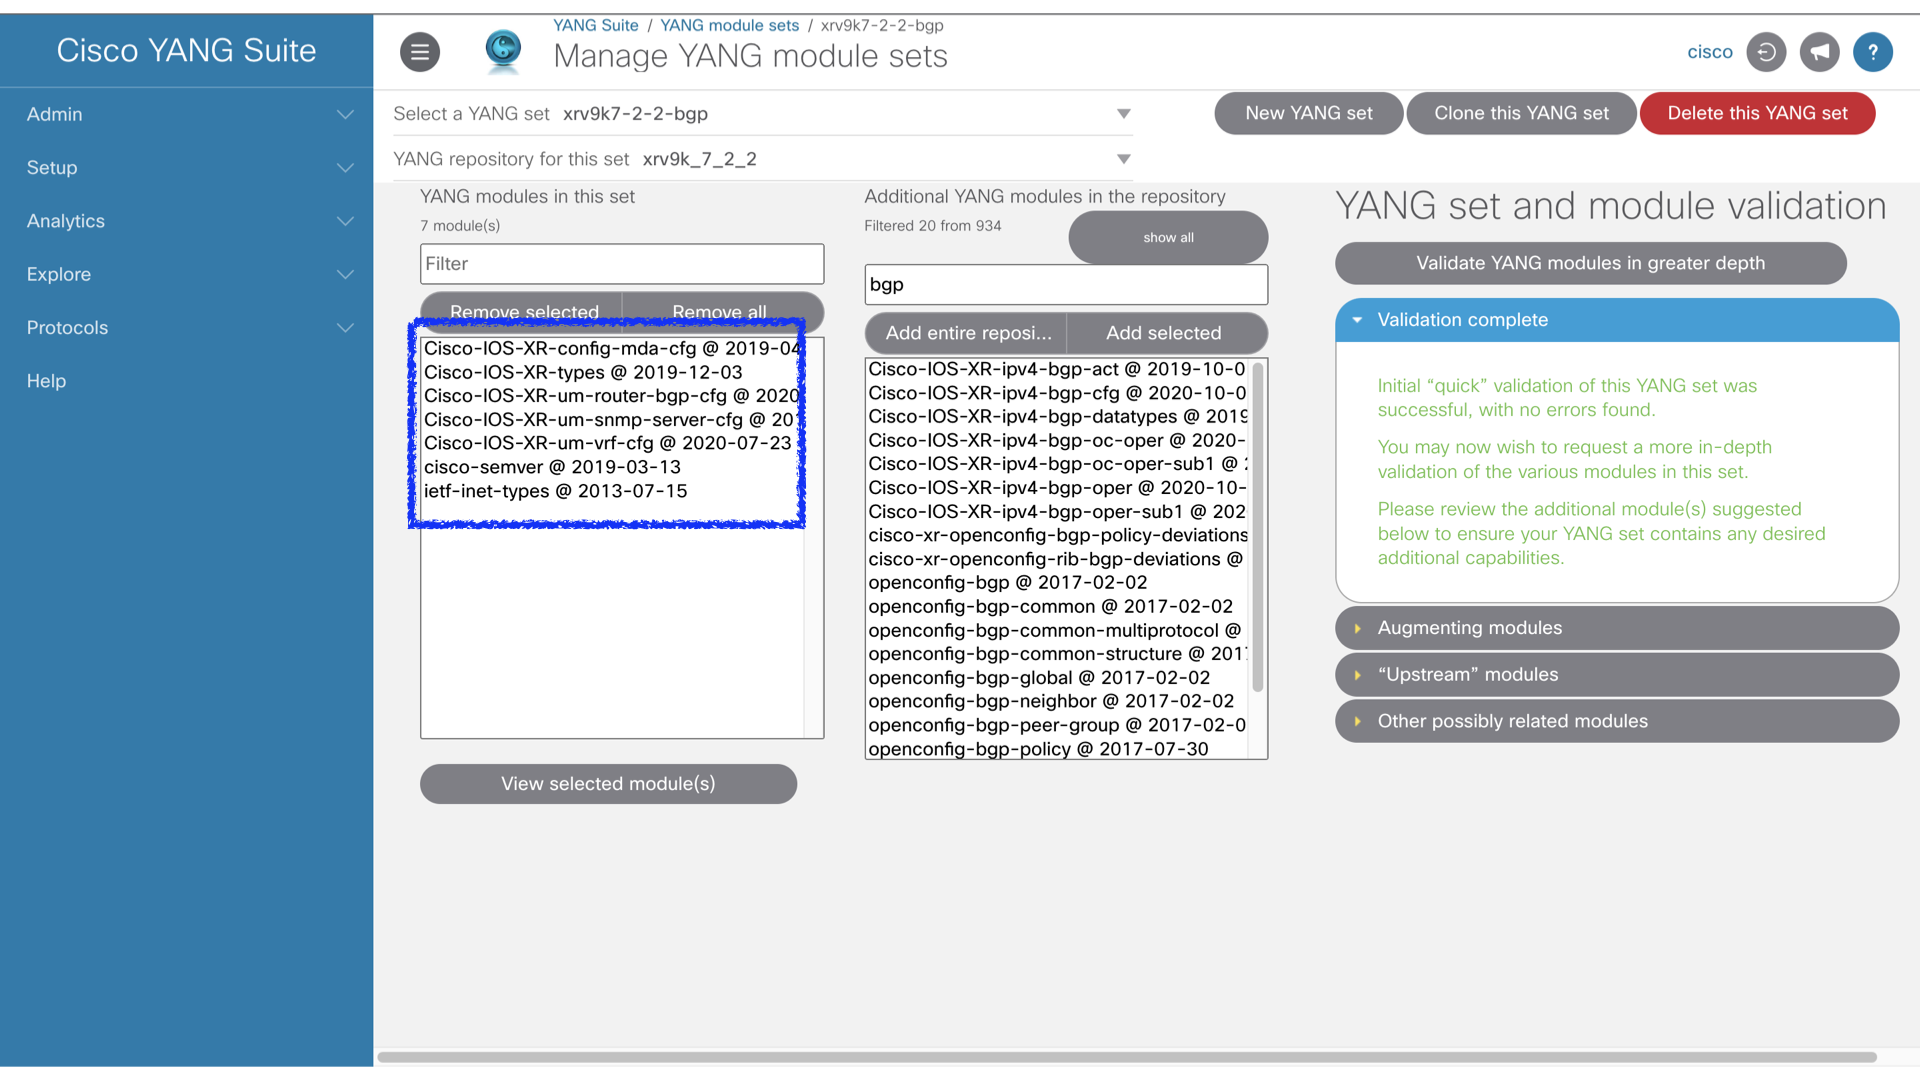 Cisco YANG Suite
Admin
Setup
Analytics
Explore
Protocols
Help
YANG Suite / YANG module sets / xrv9k7-2-2-bgp
Manage YANG module sets
cisco
?
Select a YANG set xrv9k7-2-2-bgp
New YANG set
Clone this YANG set
Delete this YANG set
YANG repository for this set xrv9k_7_2_2
YANG modules in this set
7 module(s)
Filter
Remove selected
Remove all
Cisco-IOS-XR-config-mda-cfg @ 2019-04
Cisco-IOS-XR-types @ 2019-12-03
Cisco-IOS-XR-um-router-bgp-cfg @ 2020
Cisco-IOS-XR-um-snmp-server-cfg @ 20
Cisco-IOS-XR-um-vrf-cfg @ 2020-07-23
cisco-semver @ 2019-03-13
ietf-inet-types @ 2013-07-15
View selected module(s)
Additional YANG modules in the repository
Filtered 20 from 934
show all
bgp
Add entire reposi...
Add selected
Cisco-IOS-XR-ipv4-bgp-act @ 2019-10-0
Cisco-IOS-XR-ipv4-bgp-cfg @ 2020-10-0
Cisco-IOS-XR-ipv4-bgp-datatypes @ 2019
Cisco-IOS-XR-ipv4-bgp-oc-oper @ 2020-
Cisco-IOS-XR-ipv4-bgp-oc-oper-sub1 @
Cisco-IOS-XR-ipv4-bgp-oper @ 2020-10-
Cisco-IOS-XR-ipv4-bgp-oper-sub1 @ 202
cisco-xr-openconfig-bgp-policy-deviations
cisco-xr-openconfig-rib-bgp-deviations @
openconfig-bgp @ 2017-02-02
openconfig-bgp-common @ 2017-02-02
openconfig-bgp-common-multiprotocol @
openconfig-bgp-common-structure @ 2017
openconfig-bgp-global @ 2017-02-02
openconfig-bgp-neighbor @ 2017-02-02
openconfig-bgp-peer-group @ 2017-02-0
openconfig-bgp-policy @ 2017-07-30
YANG set and module validation
Validate YANG modules in greater depth
Validation complete
Initial “quick” validation of this YANG set was
successful, with no errors found.
You may now wish to request a more in-depth
validation of the various modules in this set.
Please review the additional module(s) suggested
below to ensure your YANG set contains any desired
additional capabilities.
Augmenting modules
“Upstream” modules
Other possibly related modules